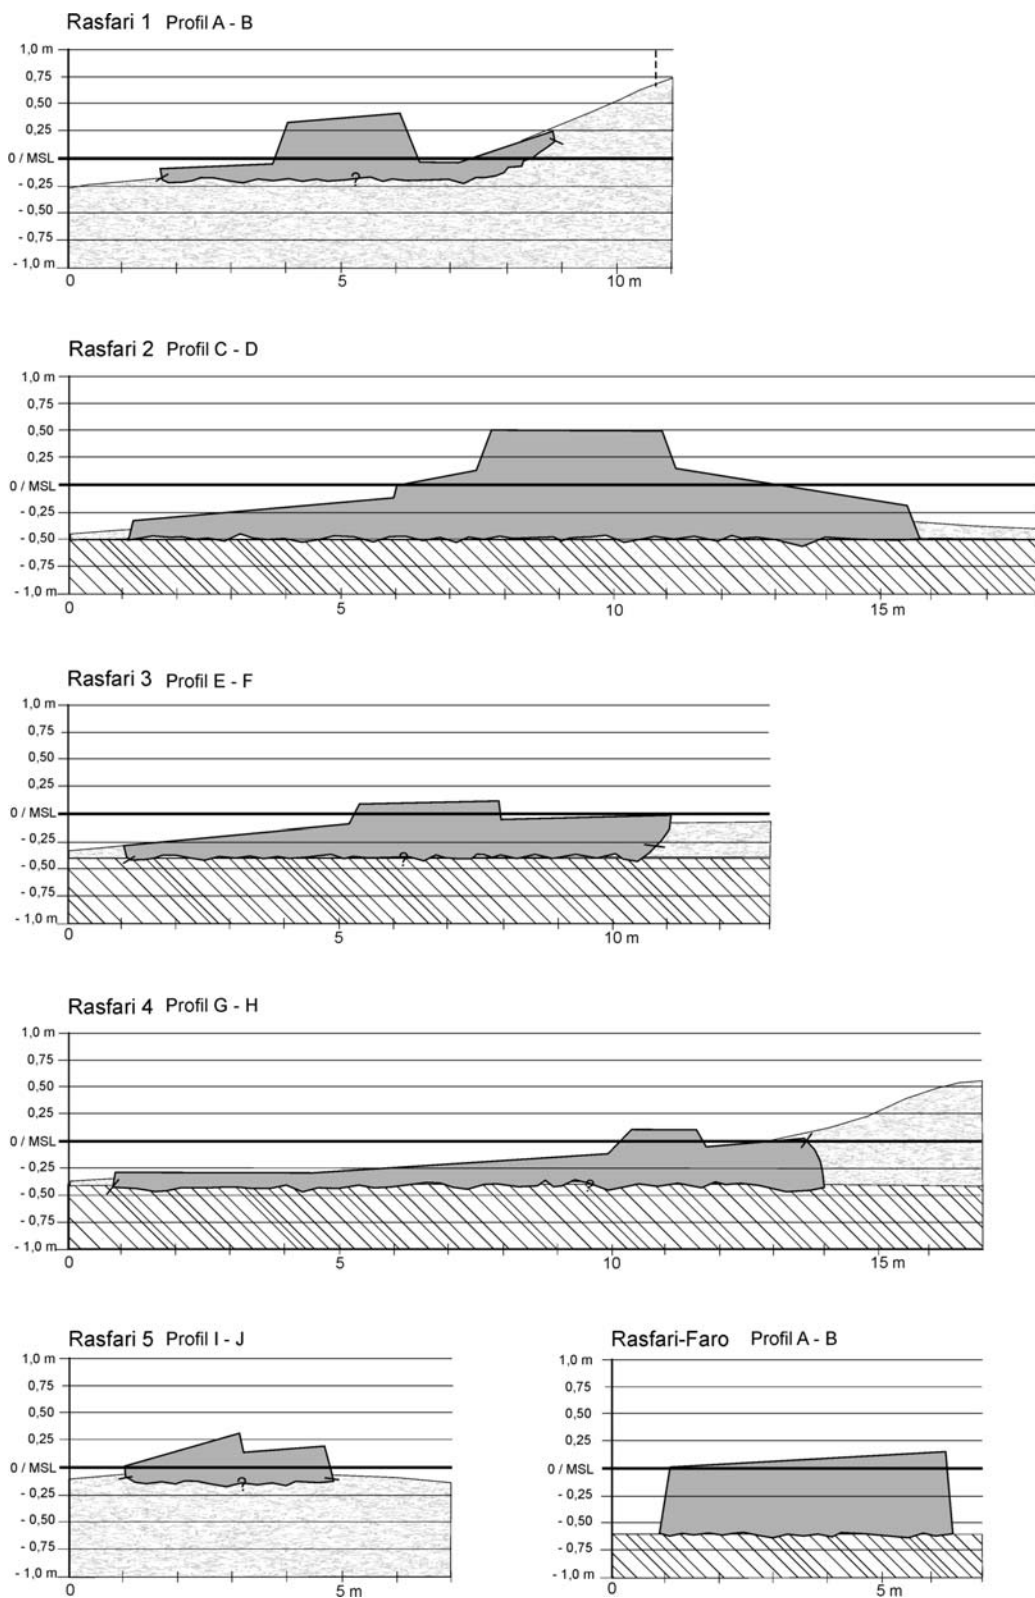 Rasfari 1 Profil A - B
1,0 m
0,75
0,50
0,25
0 / MSL
- 0,25
- 0,50
- 0,75
- 1,0 m
0 5 10 m
?
Rasfari 2 Profil C - D
1,0 m
0,75
0,50
0,25
0 / MSL
- 0,25
- 0,50
- 0,75
- 1,0 m
0 5 10 15 m
Rasfari 3 Profil E - F
1,0 m
0,75
0,50
0,25
0 / MSL
- 0,25
- 0,50
- 0,75
- 1,0 m
0 5 10 m
?
Rasfari 4 Profil G - H
1,0 m
0,75
0,50
0,25
0 / MSL
- 0,25
- 0,50
- 0,75
- 1,0 m
0 5 10 15 m
?
Rasfari 5 Profil I - J
1,0 m
0,75
0,50
0,25
0 / MSL
- 0,25
- 0,50
- 0,75
- 1,0 m
0 5 m
?
Rasfari-Faro Profil A - B
1,0 m
0,75
0,50
0,25
0 / MSL
- 0,25
- 0,50
- 0,75
- 1,0 m
0 5 m